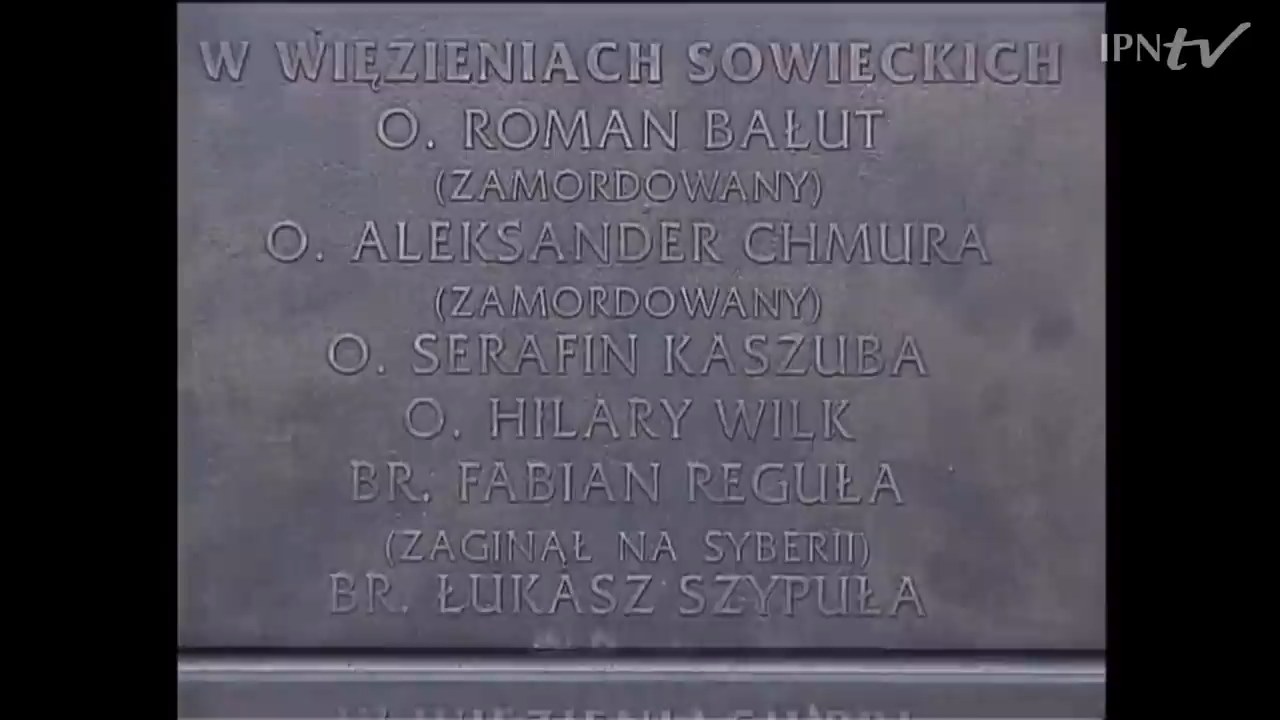 IPNtv
W WIĘZIENIACH SOWIECKICH
O. ROMAN BAŁUT
(ZAMORDOWANY)
O. ALEKSANDER CHMURA
(ZAMORDOWANY)
O. SERAFIN KASZUBA
O. HILARY WILK
BR. FABIAN REGUŁA
(ZAGINĄŁ NA SYBERII)
BR. ŁUKASZ SZYPUŁA